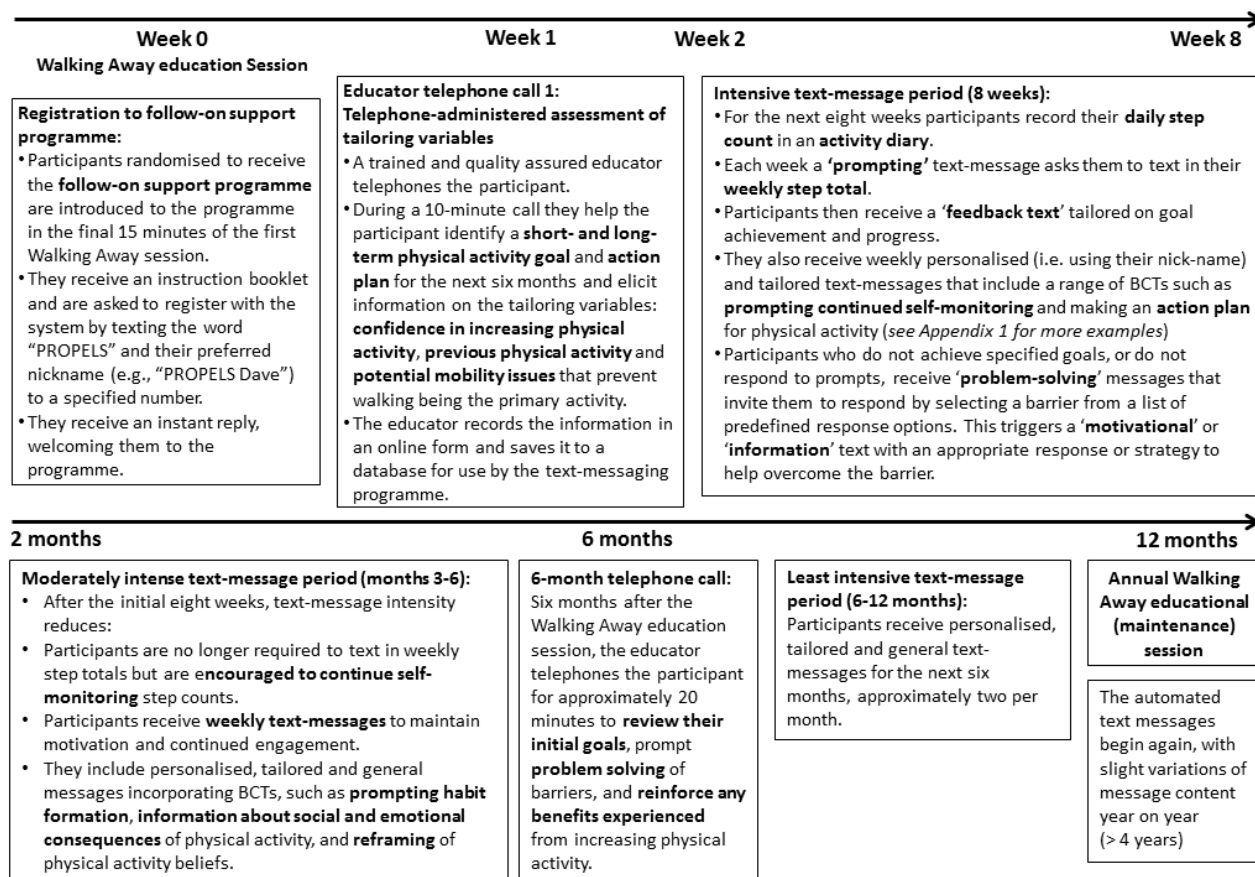 Week 0
Week 1
Week 2
Week 8
Walking Away education Session
Registration to follow-on support
programme:
•Participants randomised to receive
the follow-on support programme
are introduced to the programme
in the final 15 minutes of the first
Walking Away session.
•They receive an instruction booklet
and are asked to register with the
system by texting the word
“PROPELS” and their preferred
nickname (e.g., “PROPELS Dave”)
to a specified number.
•They receive an instant reply,
welcoming them to the
programme.
Educator telephone call 1:
Telephone-administered assessment of
tailoring variables
•A trained and quality assured educator
telephones the participant.
•During a 10-minute call they help the
participant identify a short- and long-
term physical activity goal and action
plan for the next six months and elicit
information on the tailoring variables:
confidence in increasing physical
activity, previous physical activity and
potential mobility issues that prevent
walking being the primary activity.
•The educator records the information in
an online form and saves it to a
database for use by the text-messaging
programme.
Intensive text-message period (8 weeks):
•For the next eight weeks participants record their daily step
count in an activity diary.
•Each week a ‘prompting’ text-message asks them to text in their
weekly step total.
•Participants then receive a ‘feedback text’ tailored on goal
achievement and progress.
•They also receive weekly personalised (i.e. using their nick-name)
and tailored text-messages that include a range of BCTs such as
prompting continued self-monitoring and making an action plan
for physical activity (see Appendix 1 for more examples)
•Participants who do not achieve specified goals, or do not
respond to prompts, receive ‘problem-solving’ messages that
invite them to respond by selecting a barrier from a list of
predefined response options. This triggers a ‘motivational’ or
‘information’ text with an appropriate response or strategy to
help overcome the barrier.
2 months
6 months
12 months
Moderately intense text-message period (months 3-6):
• After the initial eight weeks, text-message intensity
reduces:
• Participants are no longer required to text in weekly
step totals but are encouraged to continue self-
monitoring step counts.
• Participants receive weekly text-messages to maintain
motivation and continued engagement.
• They include personalised, tailored and general
messages incorporating BCTs, such as prompting habit
formation, information about social and emotional
consequences of physical activity, and reframing of
physical activity beliefs.
6-month telephone call:
Six months after the
Walking Away education
session, the educator
telephones the participant
for approximately 20
minutes to review their
initial goals, prompt
problem solving of
barriers, and reinforce any
benefits experienced
from increasing physical
activity.
Least intensive text-message
period (6-12 months):
Participants receive personalised,
tailored and general text-
messages for the next six
months, approximately two per
month.
Annual Walking
Away educational
(maintenance)
session
The automated
text messages
begin again, with
slight variations of
message content
year on year
(> 4 years)